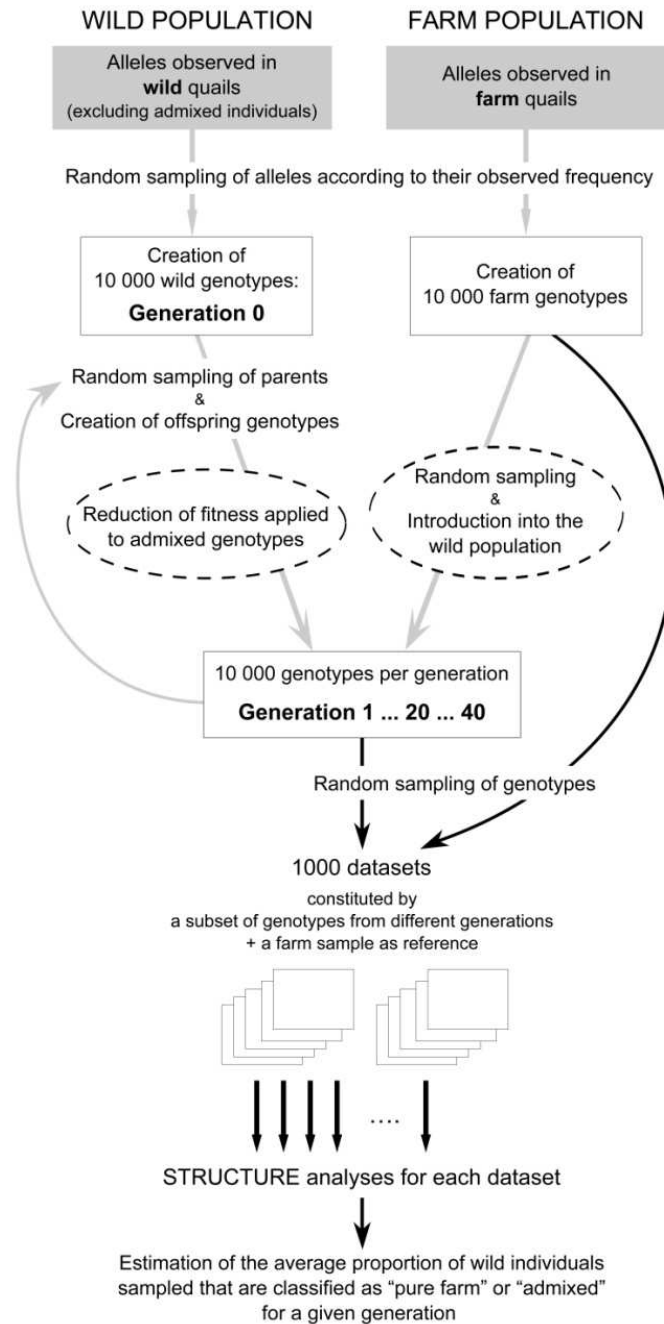 WILD POPULATION
FARM POPULATION
Alleles observed in
wild quails
(excluding admixed individuals)
Alleles observed in
farm quails
Random sampling of alleles according to their observed frequency
Creation of
10 000 wild genotypes:
Generation 0
Creation of
10 000 farm genotypes
Random sampling of parents
&
Creation of offspring genotypes
Reduction of fitness applied
to admixed genotypes
Random sampling
&
Introduction into the
wild population
10 000 genotypes per generation
Generation 1 ... 20 ... 40
Random sampling of genotypes
1000 datasets
constituted by
a subset of genotypes from different generations
+ a farm sample as reference
....
STRUCTURE analyses for each dataset
Estimation of the average proportion of wild individuals
sampled that are classified as “pure farm” or “admixed”
for a given generation